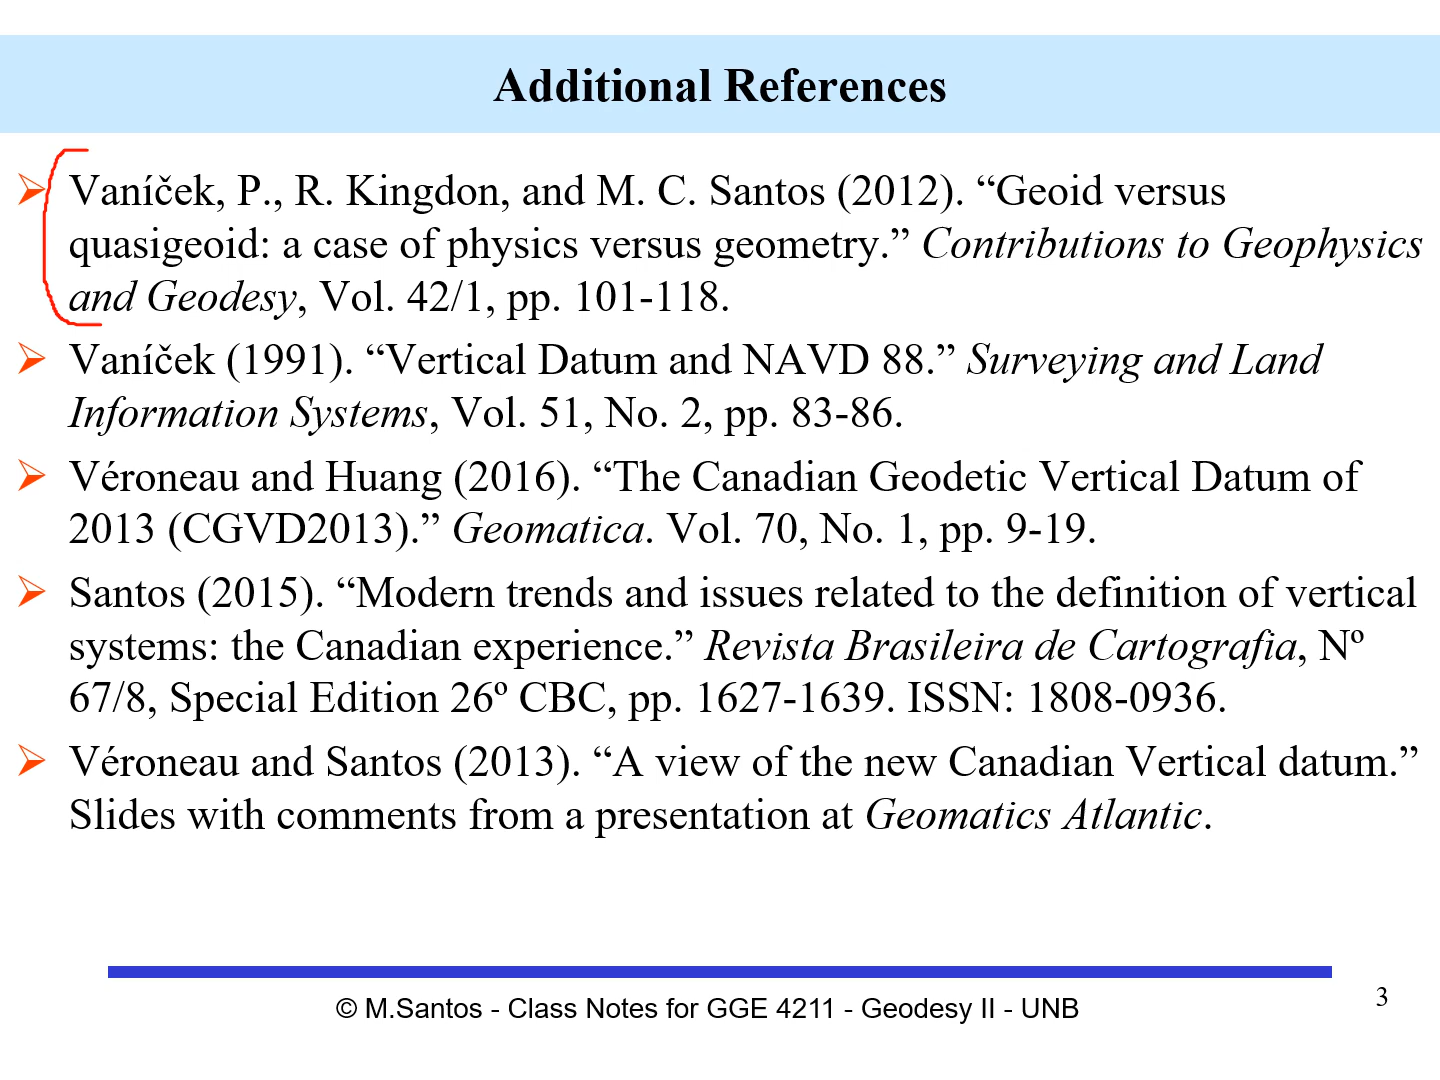 Additional References
Vaníček, P., R. Kingdon, and M. C. Santos (2012). “Geoid versus
quasigeoid: a case of physics versus geometry.” Contributions to Geophysics
and Geodesy, Vol. 42/1, pp. 101-118.
Vaníček (1991). “Vertical Datum and NAVD 88.” Surveying and Land
Information Systems, Vol. 51, No. 2, pp. 83-86.
Véroneau and Huang (2016). “The Canadian Geodetic Vertical Datum of
2013 (CGVD2013).” Geomatica. Vol. 70, No. 1, pp. 9-19.
Santos (2015). “Modern trends and issues related to the definition of vertical
systems: the Canadian experience.” Revista Brasileira de Cartografia, Nº
67/8, Special Edition 26º CBC, pp. 1627-1639. ISSN: 1808-0936.
Véroneau and Santos (2013). “A view of the new Canadian Vertical datum.”
Slides with comments from a presentation at Geomatics Atlantic.
© M.Santos - Class Notes for GGE 4211 - Geodesy II - UNB
3